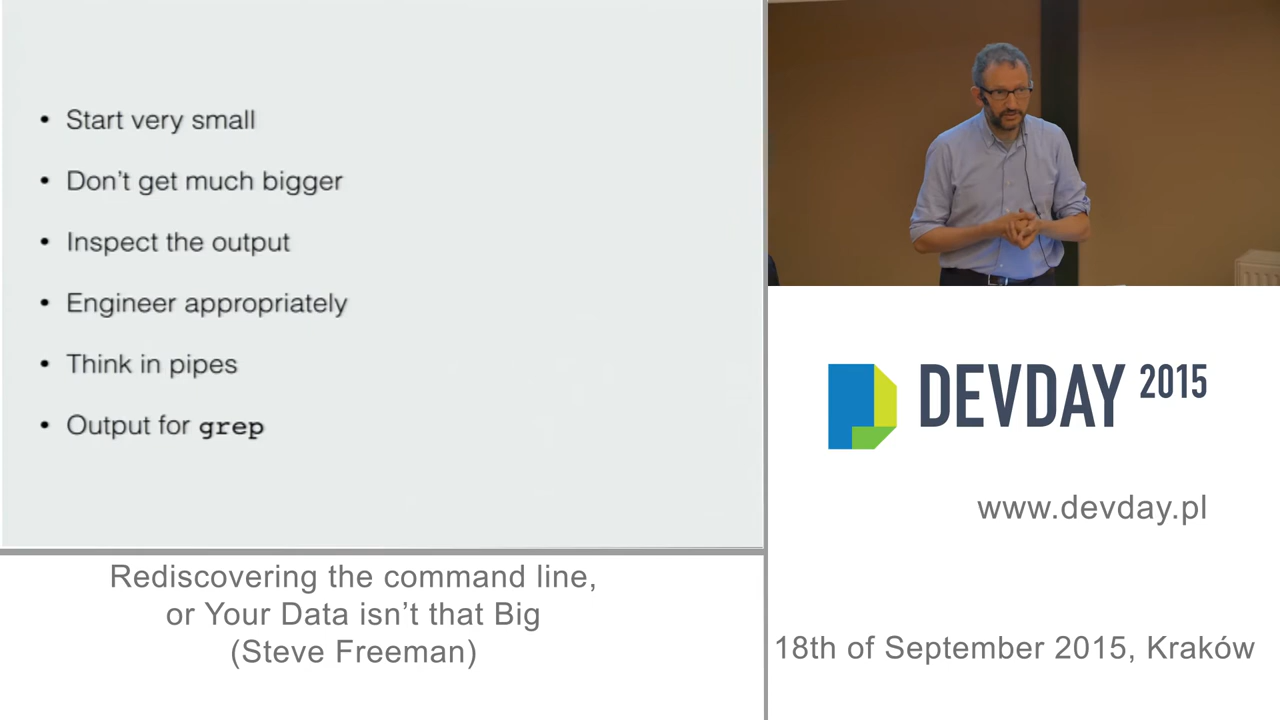 • Start very small
• Don't get much bigger
• Inspect the output
• Engineer appropriately
• Think in pipes
• Output for grep
Rediscovering the command line,
or Your Data isn't that Big
(Steve Freeman)
DEVDAY 2015
www.devday.pl
18th of September 2015, Kraków